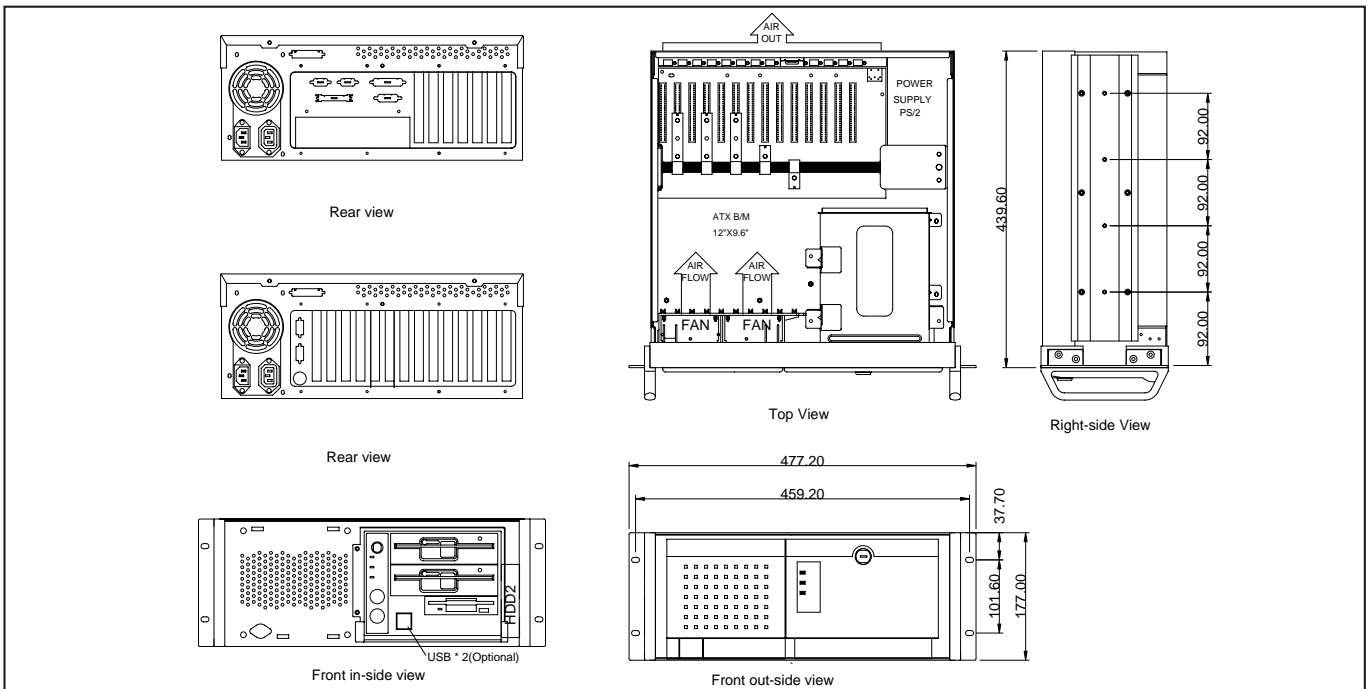 Rear view
Rear view
AIR
OUT
POWER
SUPPLY
PS/2
ATX B/M
12"X9.6"
AIR
FLOW
AIR
FLOW
FAN
FAN
Top View
439.60
92.00
92.00
92.00
92.00
Right-side View
HDD2
USB * 2(Optional)
Front in-side view
477.20
459.20
37.70
101.60
177.00
Front out-side view